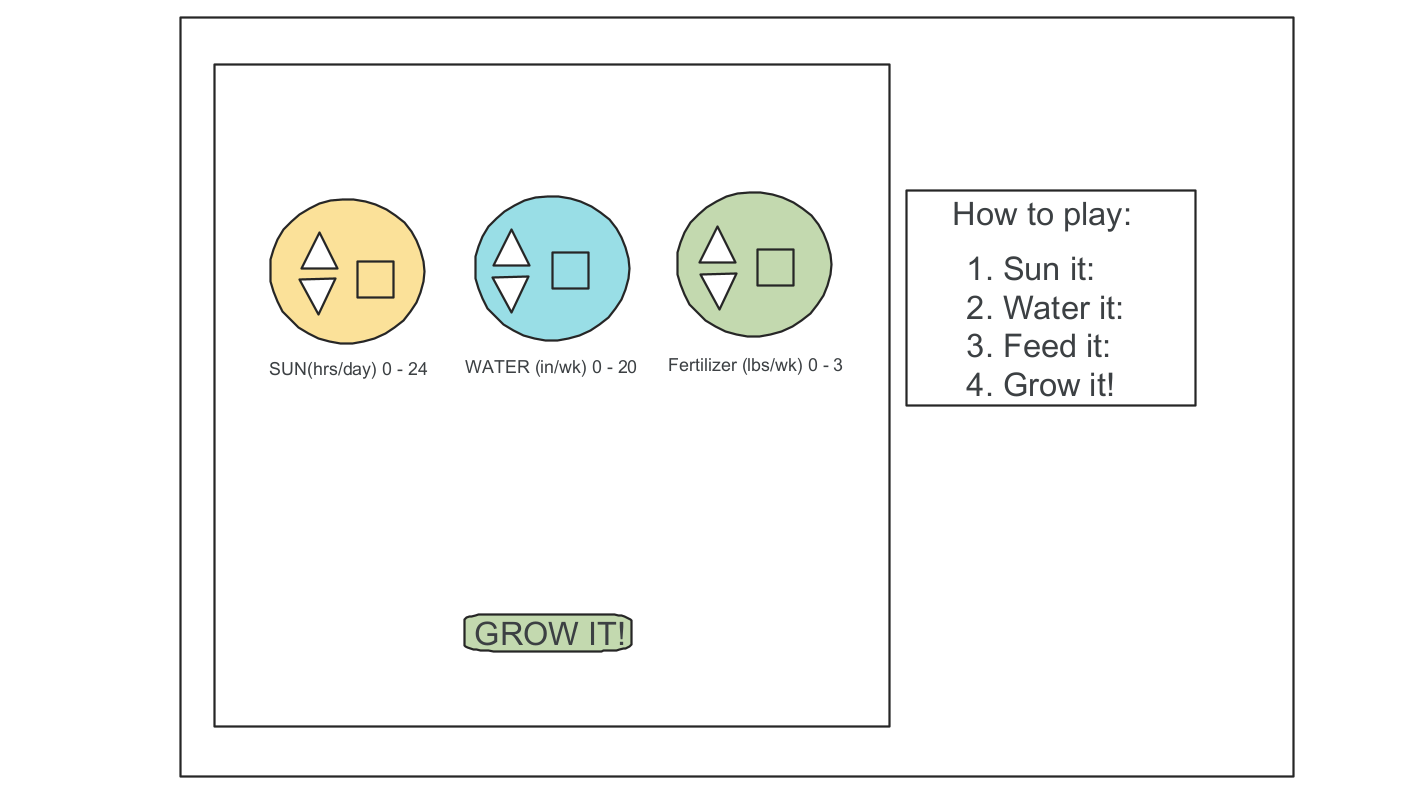 SUN(hrs/day) 0 - 24
WATER (in/wk) 0 - 20
Fertilizer (lbs/wk) 0 - 3
GROW IT!
How to play:
1. Sun it:
2. Water it:
3. Feed it:
4. Grow it!